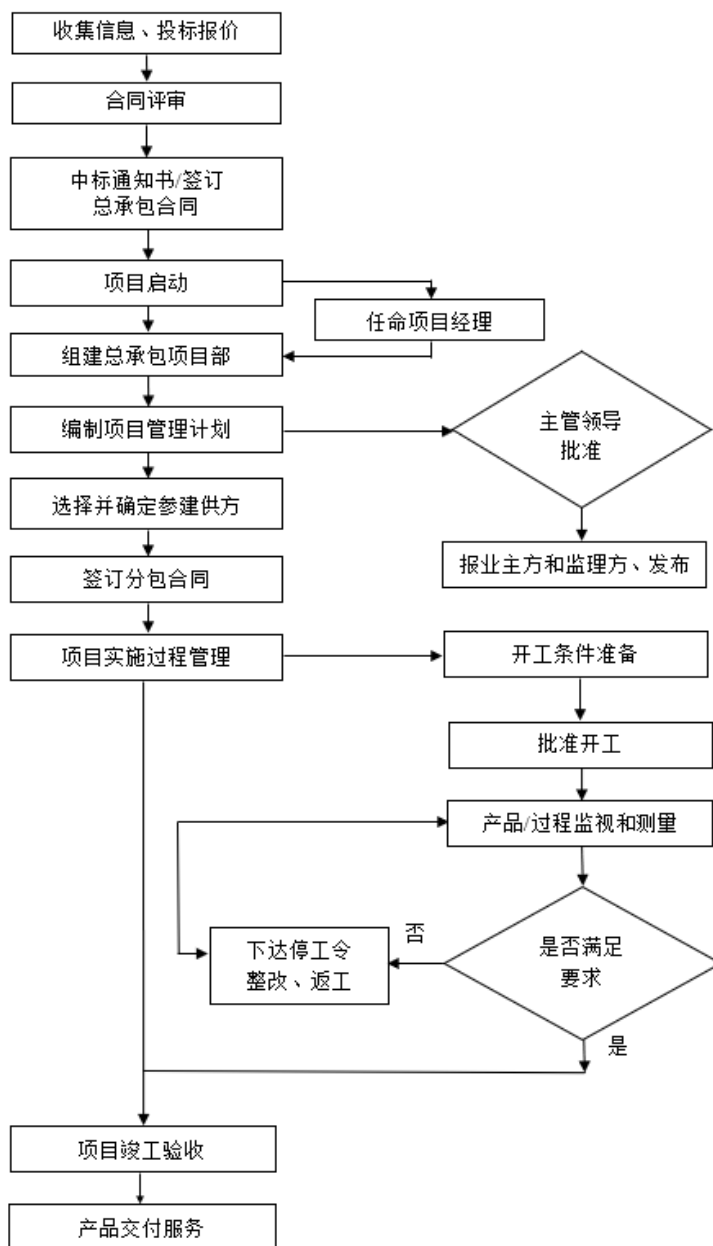 收集信息、投标报价
合同评审
中标通知书/签订
总承包合同
项目启动
任命项目经理
组建总承包项目部
编制项目管理计划
主管领导
批准
选择并确定参建供方
报业主方和监理方、发布
签订分包合同
项目实施过程管理
开工条件准备
批准开工
产品/过程监视和测量
下达停工令
整改、返工
否
是否满足
要求
是
项目竣工验收
产品交付服务